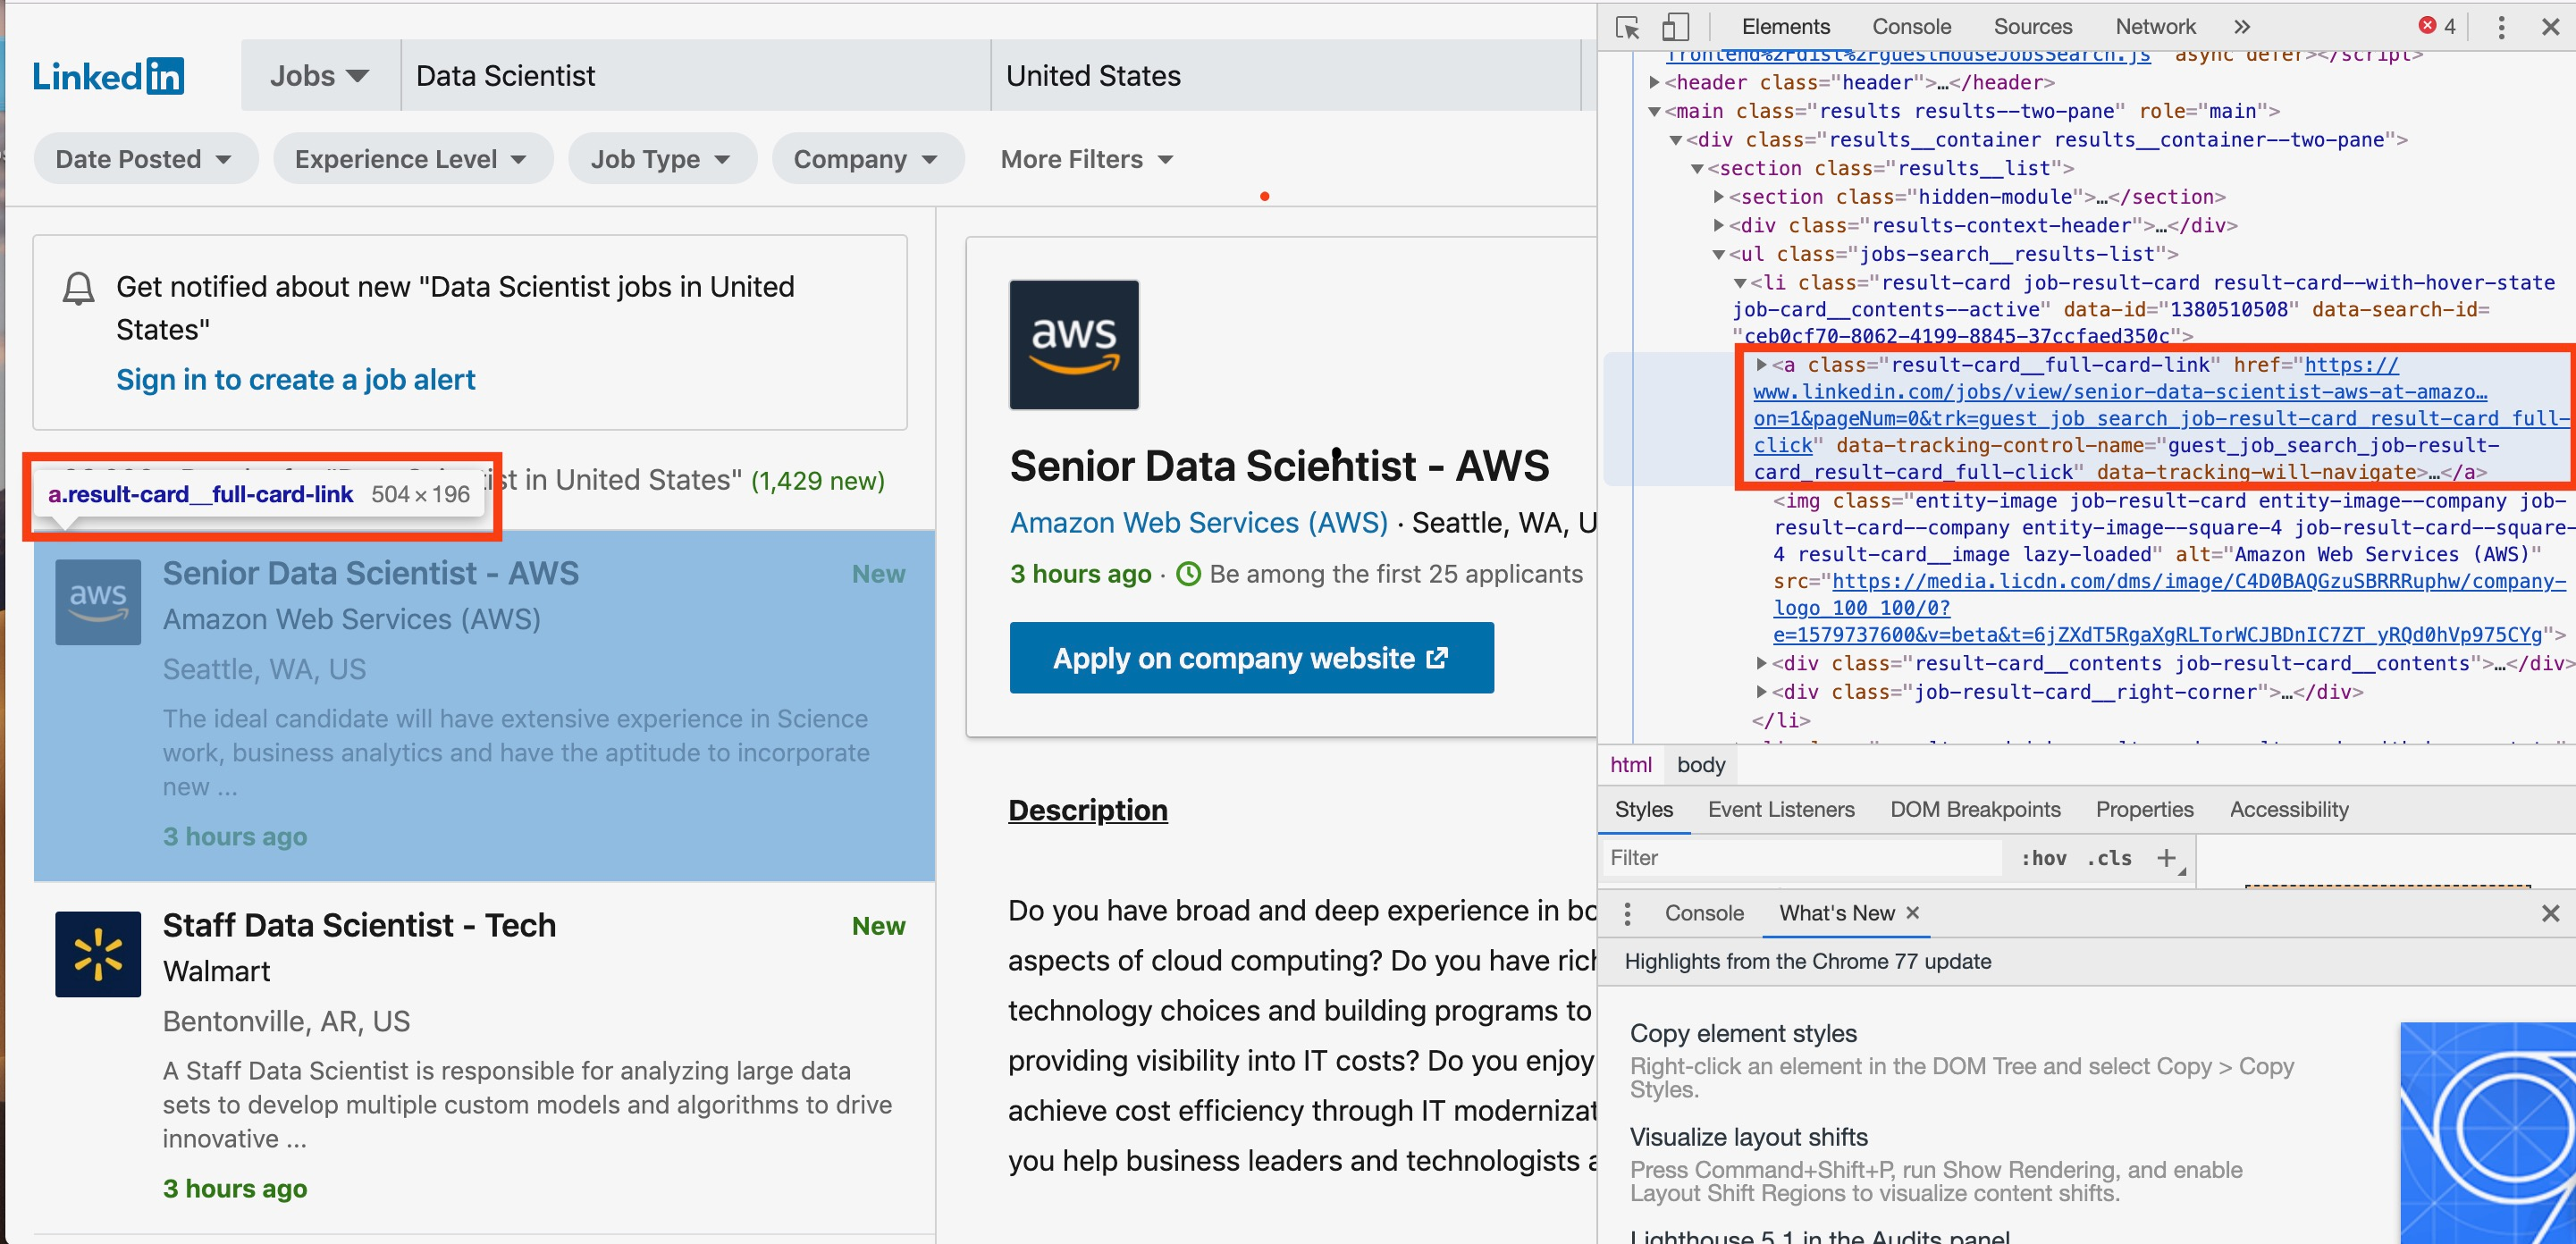 LinkedIn
Jobs
Data Scientist
United States
Date Posted
Experience Level
Job Type
Company
More Filters
Get notified about new "Data Scientist jobs in United
States"
Sign in to create a job alert
ist in United States" (1,429 new)
a.result-card__full-card-link 504 × 196
aws
Senior Data Scientist - AWS
New
Amazon Web Services (AWS)
Seattle, WA, US
The ideal candidate will have extensive experience in Science
work, business analytics and have the aptitude to incorporate
new ...
3 hours ago
Staff Data Scientist - Tech
New
Walmart
Bentonville, AR, US
A Staff Data Scientist is responsible for analyzing large data
sets to develop multiple custom models and algorithms to drive
innovative ...
3 hours ago
aws
Senior Data Scientist - AWS
Amazon Web Services (AWS) · Seattle, WA, U
3 hours ago · Be among the first 25 applicants
Apply on company website
Description
Do you have broad and deep experience in bo
aspects of cloud computing? Do you have rich
technology choices and building programs to
providing visibility into IT costs? Do you enjoy
achieve cost efficiency through IT modernizat
you help business leaders and technologists a
Elements
Console
Sources
Network
»
4
frontend%2Fdist%2FguestHouseJobsSearch.js" async defer></script>
<header class="header">…</header>
<main class="results results--two-pane" role="main">
<div class="results__container results__container--two-pane">
<section class="results__list">
<section class="hidden-module">…</section>
<div class="results-context-header">…</div>
<ul class="jobs-search__results-list">
<li class="result-card job-result-card result-card--with-hover-state
job-card__contents--active" data-id="1380510508" data-search-id=
"ceb0cf70-8062-4199-8845-37ccfaed350c">
<a class="result-card__full-card-link" href="https://
www.linkedin.com/jobs/view/senior-data-scientist-aws-at-amazo…
on=1&pageNum=0&trk=guest_job_search_job-result-card_result-card_full-
click" data-tracking-control-name="guest_job_search_job-result-
card_result-card_full-click" data-tracking-will-navigate>…</a>
<img class="entity-image job-result-card entity-image--company job-
result-card--company entity-image--square-4 job-result-card--square-
4 result-card__image lazy-loaded" alt="Amazon Web Services (AWS)"
src="https://media.licdn.com/dms/image/C4D0BAQGzuSBRRRuphw/company-
logo_100_100/0?
e=1579737600&v=beta&t=6jZXdT5RgaXgRLTorWCJBDnIC7ZT_yRQd0hVp975CYg">
<div class="result-card__contents job-result-card__contents">…</div>
<div class="job-result-card__right-corner">…</div>
</li>
html body
Styles
Event Listeners
DOM Breakpoints
Properties
Accessibility
Filter
:hov .cls +
Console
What's New
Highlights from the Chrome 77 update
Copy element styles
Right-click an element in the DOM Tree and select Copy > Copy
Styles.
Visualize layout shifts
Press Command+Shift+P, run Show Rendering, and enable
Layout Shift Regions to visualize content shifts.
Lighthouse 5.1 in the Audits panel